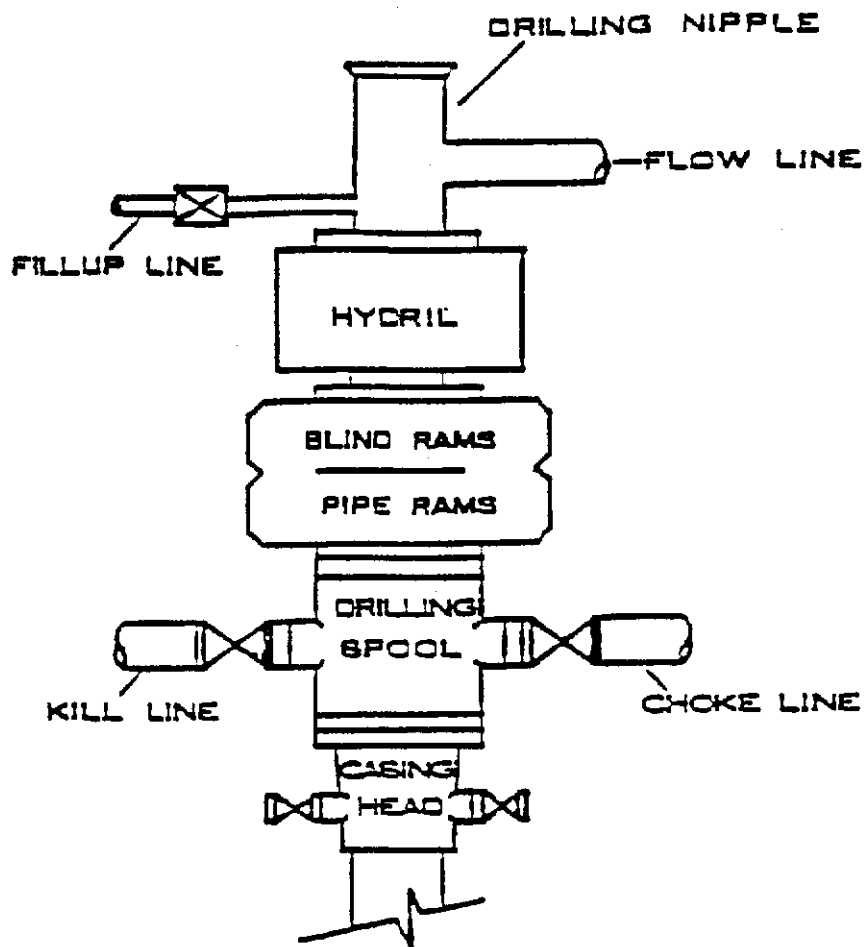 DRILLING NIPPLE
FLOW LINE
FILLUP LINE
HYDRIL
BLIND RAMS
PIPE RAMS
DRILLING
SPOOL
KILL LINE
CHOKE LINE
CASING
HEAD